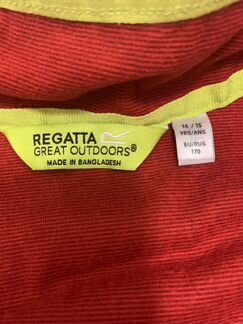 REGATTA
GREAT OUTDOORS®
MADE IN BANGLADESH
14 / 15
YRS/ANS
EU/RUS
170